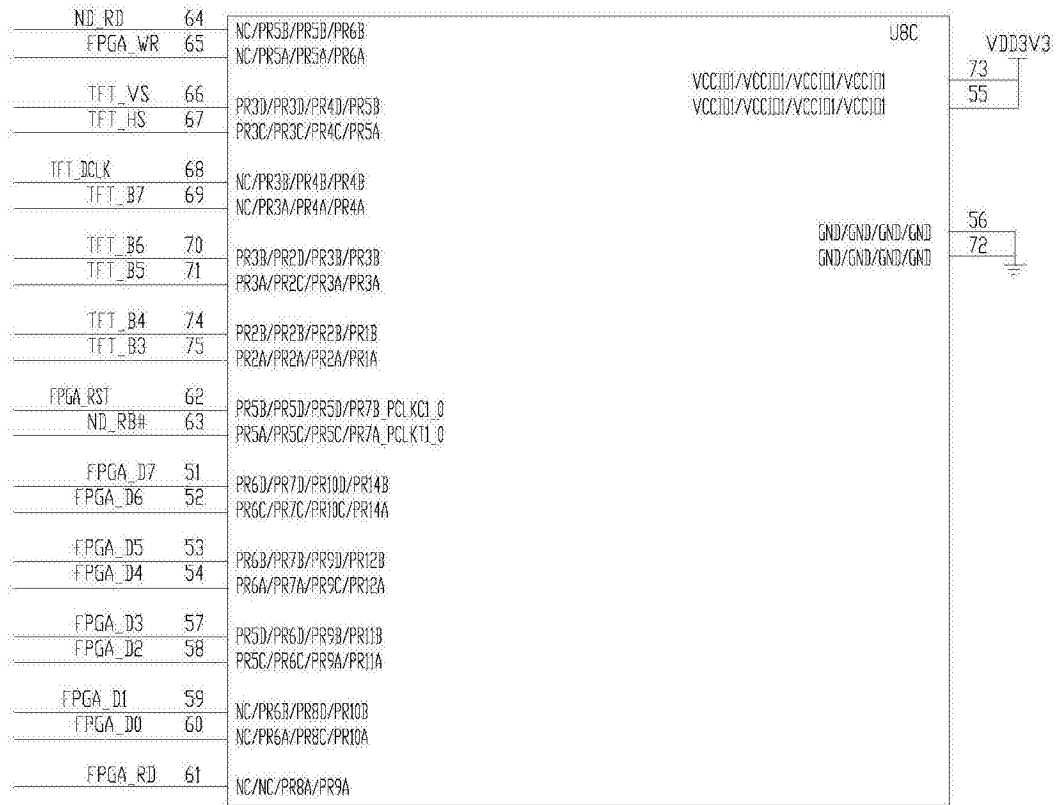 ND_RD 64 NC/PR5B/PR5B/PR6B
FPGA_WR 65 NC/PR5A/PR5A/PR6A
TFT_VS 66 PR3D/PR3D/PR4D/PR5B
TFT_HS 67 PR3C/PR3C/PR4C/PR5A
TFT_DCLK 68 NC/PR3B/PR4B/PR4B
TFT_B7 69 NC/PR3A/PR4A/PR4A
TFT_B6 70 PR3B/PR2D/PR3B/PR3B
TFT_B5 71 PR3A/PR2C/PR3A/PR3A
TFT_B4 74 PR2B/PR2B/PR2B/PR1B
TFT_B3 75 PR2A/PR2A/PR2A/PR1A
FPGA_RST 62 PR5B/PR5D/PR5D/PR7B_PCLKC1_0
ND_RB# 63 PR5A/PR5C/PR5C/PR7A_PCLKT1_0
FPGA_D7 51 PR6D/PR7D/PR10D/PR14B
FPGA_D6 52 PR6C/PR7C/PR10C/PR14A
FPGA_D5 53 PR6B/PR7B/PR9D/PR12B
FPGA_D4 54 PR6A/PR7A/PR9C/PR12A
FPGA_D3 57 PR5D/PR6D/PR9B/PR11B
FPGA_D2 58 PR5C/PR6C/PR9A/PR11A
FPGA_D1 59 NC/PR6B/PR8D/PR10B
FPGA_D0 60 NC/PR6A/PR8C/PR10A
FPGA_RD 61 NC/NC/PR8A/PR9A
U8C
VDD3V3
VCCIO1/VCCIO1/VCCIO1/VCCIO1 73
VCCIO1/VCCIO1/VCCIO1/VCCIO1 55
GND/GND/GND/GND 56
GND/GND/GND/GND 72